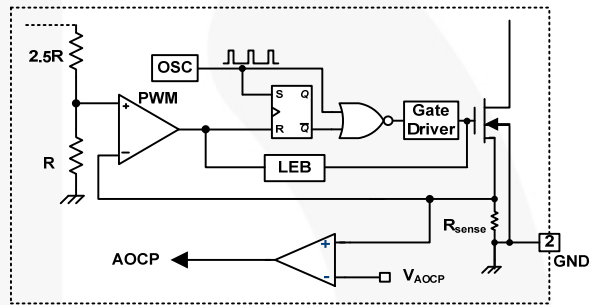 2.5R
OSC
PWM
+
−
R
S Q
R Q̅
Gate
Driver
LEB
Rsense
2
GND
AOCP
+
-
VAOCP